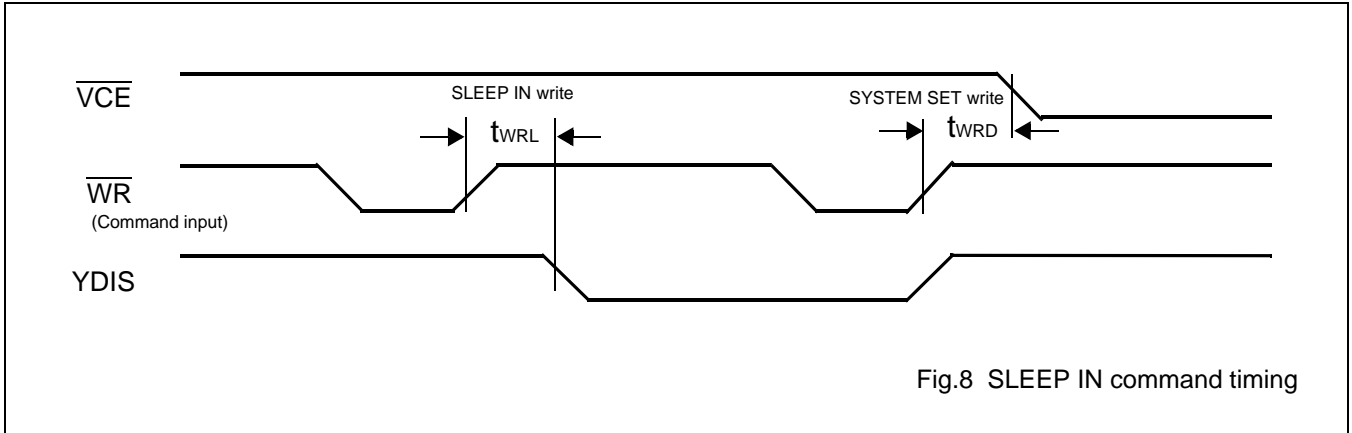 VCE
SLEEP IN write
SYSTEM SET write
tWRL
tWRD
WR
(Command input)
YDIS
Fig.8 SLEEP IN command timing